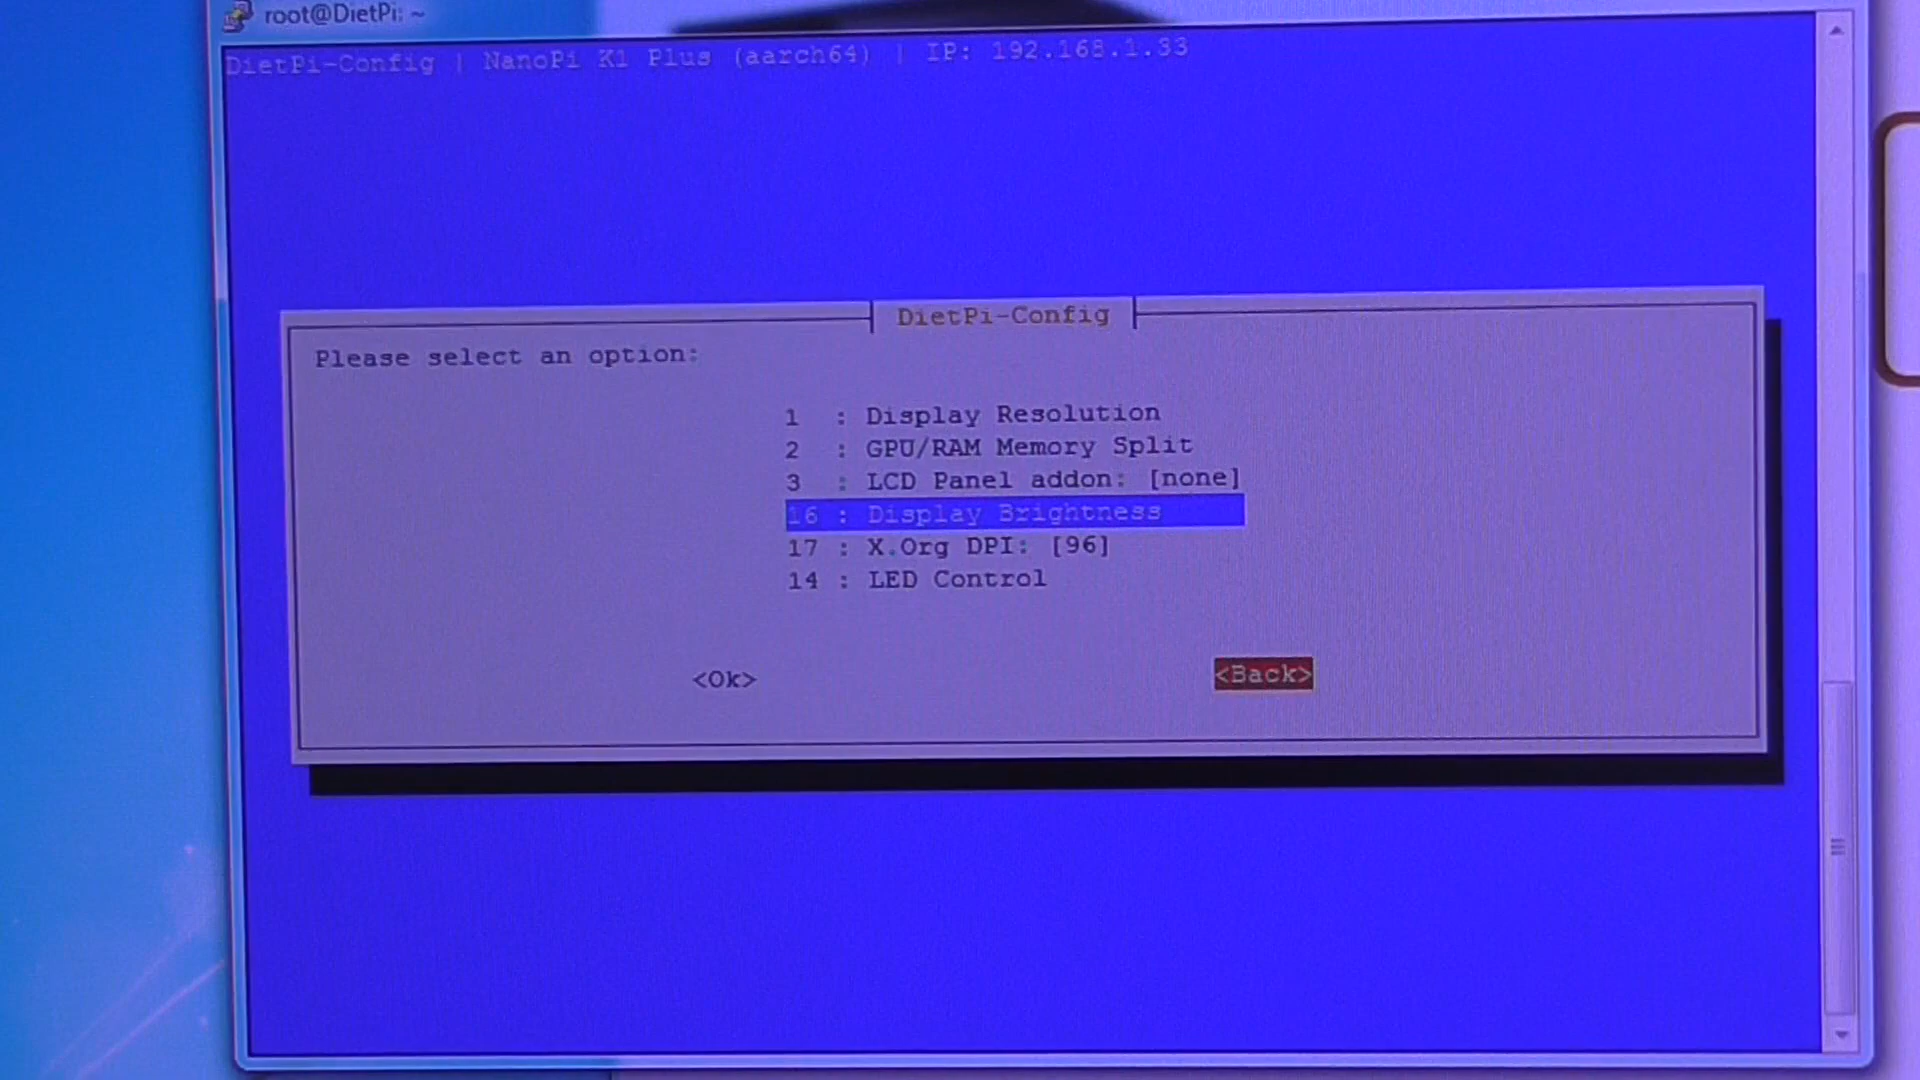 root@DietPi: ~
DietPi-Config | NanoPi K1 Plus (aarch64) | IP: 192.168.1.33
DietPi-Config
Please select an option:
1 : Display Resolution
2 : GPU/RAM Memory Split
3 : LCD Panel addon: [none]
16 : Display Brightness
17 : X.Org DPI: [96]
14 : LED Control
<Ok> <Back>